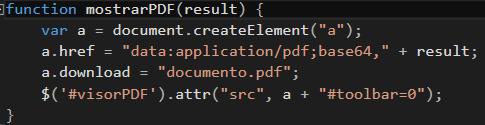 function mostrarPDF(result) {
    var a = document.createElement("a");
    a.href = "data:application/pdf;base64," + result;
    a.download = "documento.pdf";
    $('#visorPDF').attr("src", a + "#toolbar=0");
}